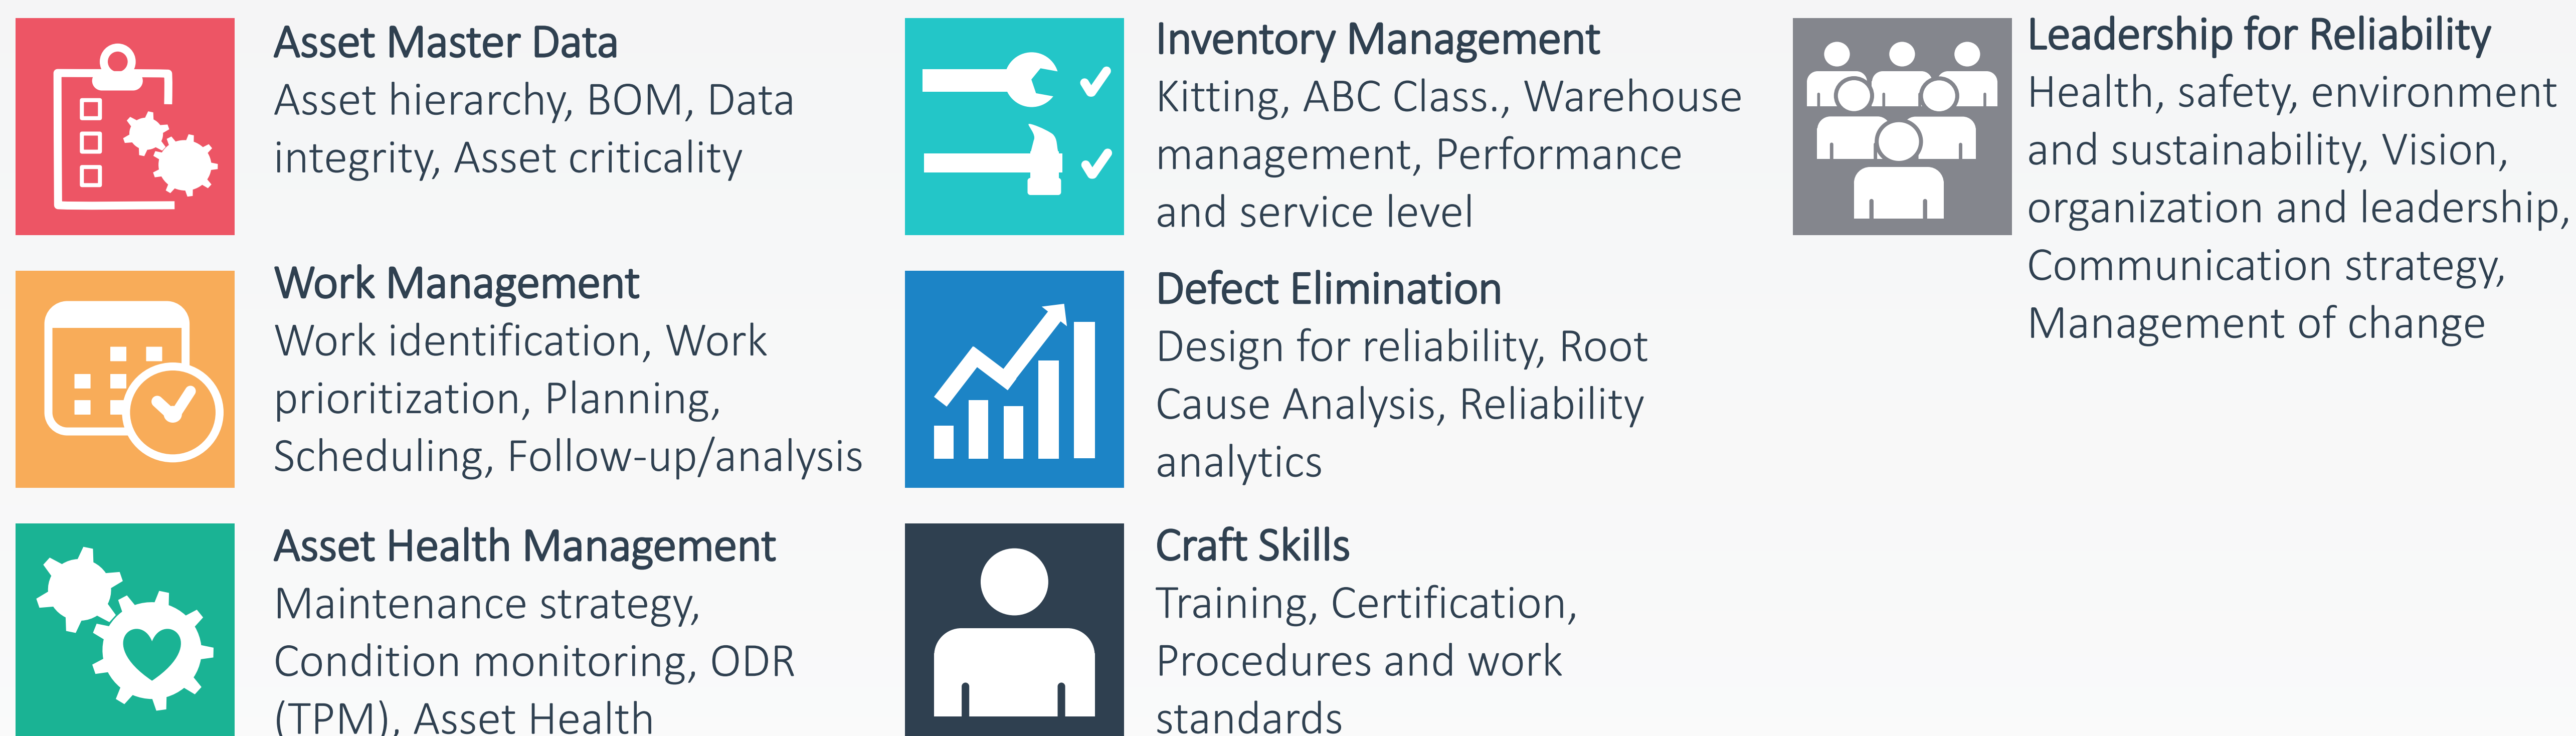 Asset Master Data
Asset hierarchy, BOM, Data
integrity, Asset criticality
Work Management
Work identification, Work
prioritization, Planning,
Scheduling, Follow-up/analysis
Asset Health Management
Maintenance strategy,
Condition monitoring, ODR
(TPM), Asset Health
Inventory Management
Kitting, ABC Class., Warehouse
management, Performance
and service level
Defect Elimination
Design for reliability, Root
Cause Analysis, Reliability
analytics
Craft Skills
Training, Certification,
Procedures and work
standards
Leadership for Reliability
Health, safety, environment
and sustainability, Vision,
organization and leadership,
Communication strategy,
Management of change